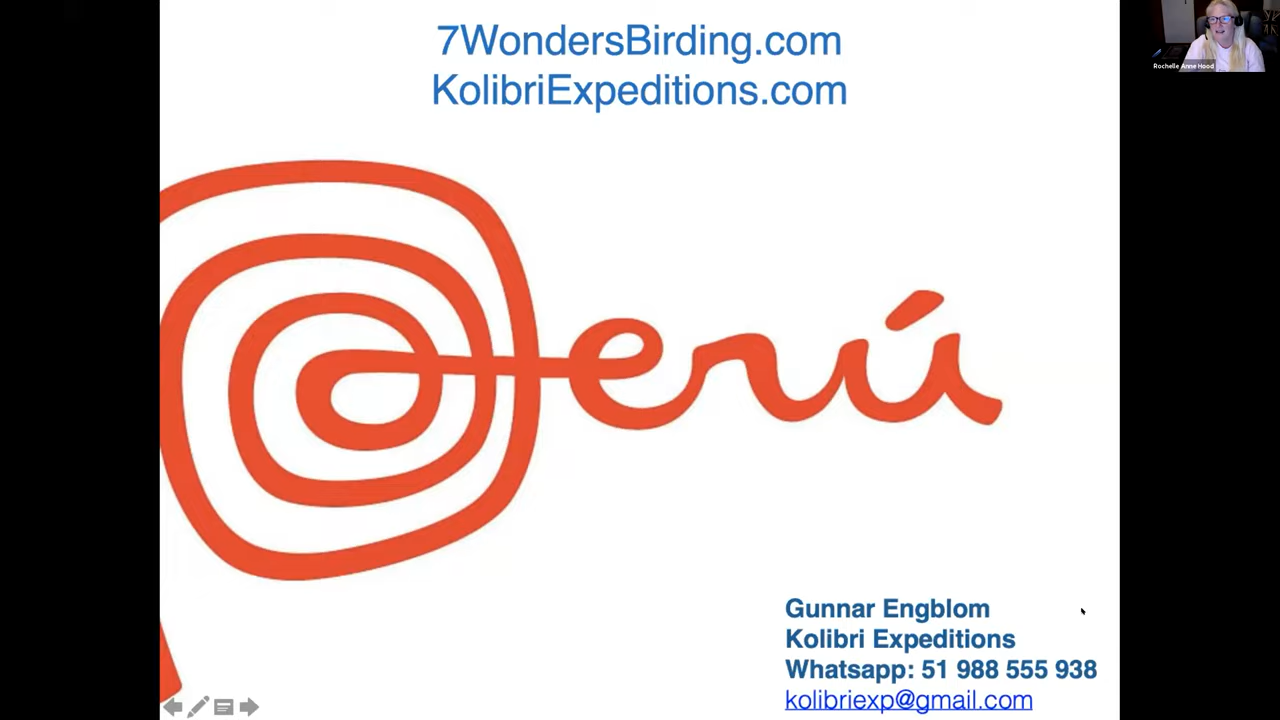 7WondersBirding.com
KolibriExpeditions.com
Rochelle Anne Hood
Perú
Gunnar Engblom
Kolibri Expeditions
Whatsapp: 51 988 555 938
kolibriexp@gmail.com